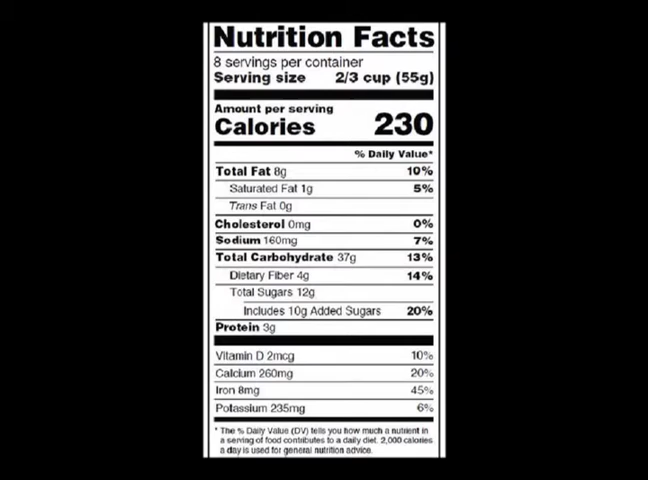 Nutrition Facts
8 servings per container
Serving size 2/3 cup (55g)
Amount per serving
Calories 230
% Daily Value*
Total Fat 8g 10%
Saturated Fat 1g 5%
Trans Fat 0g
Cholesterol 0mg 0%
Sodium 160mg 7%
Total Carbohydrate 37g 13%
Dietary Fiber 4g 14%
Total Sugars 12g
Includes 10g Added Sugars 20%
Protein 3g
Vitamin D 2mcg 10%
Calcium 260mg 20%
Iron 8mg 45%
Potassium 235mg 6%
* The % Daily Value (DV) tells you how much a nutrient in
a serving of food contributes to a daily diet. 2,000 calories
a day is used for general nutrition advice.